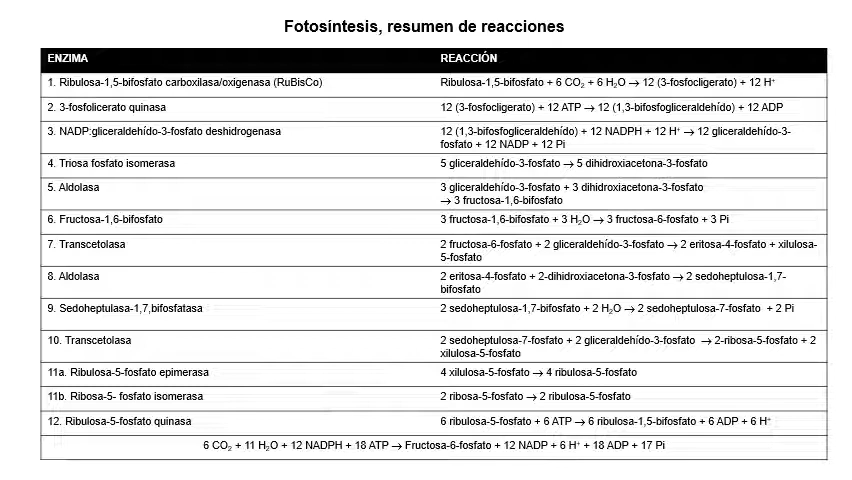 Fotosíntesis, resumen de reacciones
ENZIMA REACCIÓN
1. Ribulosa-1,5-bifosfato carboxilasa/oxigenasa (RuBisCo) Ribulosa-1,5-bifosfato + 6 CO₂ + 6 H₂O → 12 (3-fosfocligerato) + 12 H⁺
2. 3-fosfolicerato quinasa 12 (3-fosfocligerato) + 12 ATP → 12 (1,3-bifosfogliceraldehído) + 12 ADP
3. NADP:gliceraldehído-3-fosfato deshidrogenasa 12 (1,3-bifosfogliceraldehído) + 12 NADPH + 12 H⁺ → 12 gliceraldehído-3-
fosfato + 12 NADP + 12 Pi
4. Triosa fosfato isomerasa 5 gliceraldehído-3-fosfato → 5 dihidroxiacetona-3-fosfato
5. Aldolasa 3 gliceraldehído-3-fosfato + 3 dihidroxiacetona-3-fosfato
→ 3 fructosa-1,6-bifosfato
6. Fructosa-1,6-bifosfato 3 fructosa-1,6-bifosfato + 3 H₂O → 3 fructosa-6-fosfato + 3 Pi
7. Transcetolasa 2 fructosa-6-fosfato + 2 gliceraldehído-3-fosfato → 2 eritosa-4-fosfato + xilulosa-
5-fosfato
8. Aldolasa 2 eritosa-4-fosfato + 2-dihidroxiacetona-3-fosfato → 2 sedoheptulosa-1,7-
bifosfato
9. Sedoheptulasa-1,7,bifosfatasa 2 sedoheptulosa-1,7-bifosfato + 2 H₂O → 2 sedoheptulosa-7-fosfato + 2 Pi
10. Transcetolasa 2 sedoheptulosa-7-fosfato + 2 gliceraldehído-3-fosfato → 2-ribosa-5-fosfato + 2
xilulosa-5-fosfato
11a. Ribulosa-5-fosfato epimerasa 4 xilulosa-5-fosfato → 4 ribulosa-5-fosfato
11b. Ribosa-5- fosfato isomerasa 2 ribosa-5-fosfato → 2 ribulosa-5-fosfato
12. Ribulosa-5-fosfato quinasa 6 ribulosa-5-fosfato + 6 ATP → 6 ribulosa-1,5-bifosfato + 6 ADP + 6 H⁺
6 CO₂ + 11 H₂O + 12 NADPH + 18 ATP → Fructosa-6-fosfato + 12 NADP + 6 H⁺ + 18 ADP + 17 Pi